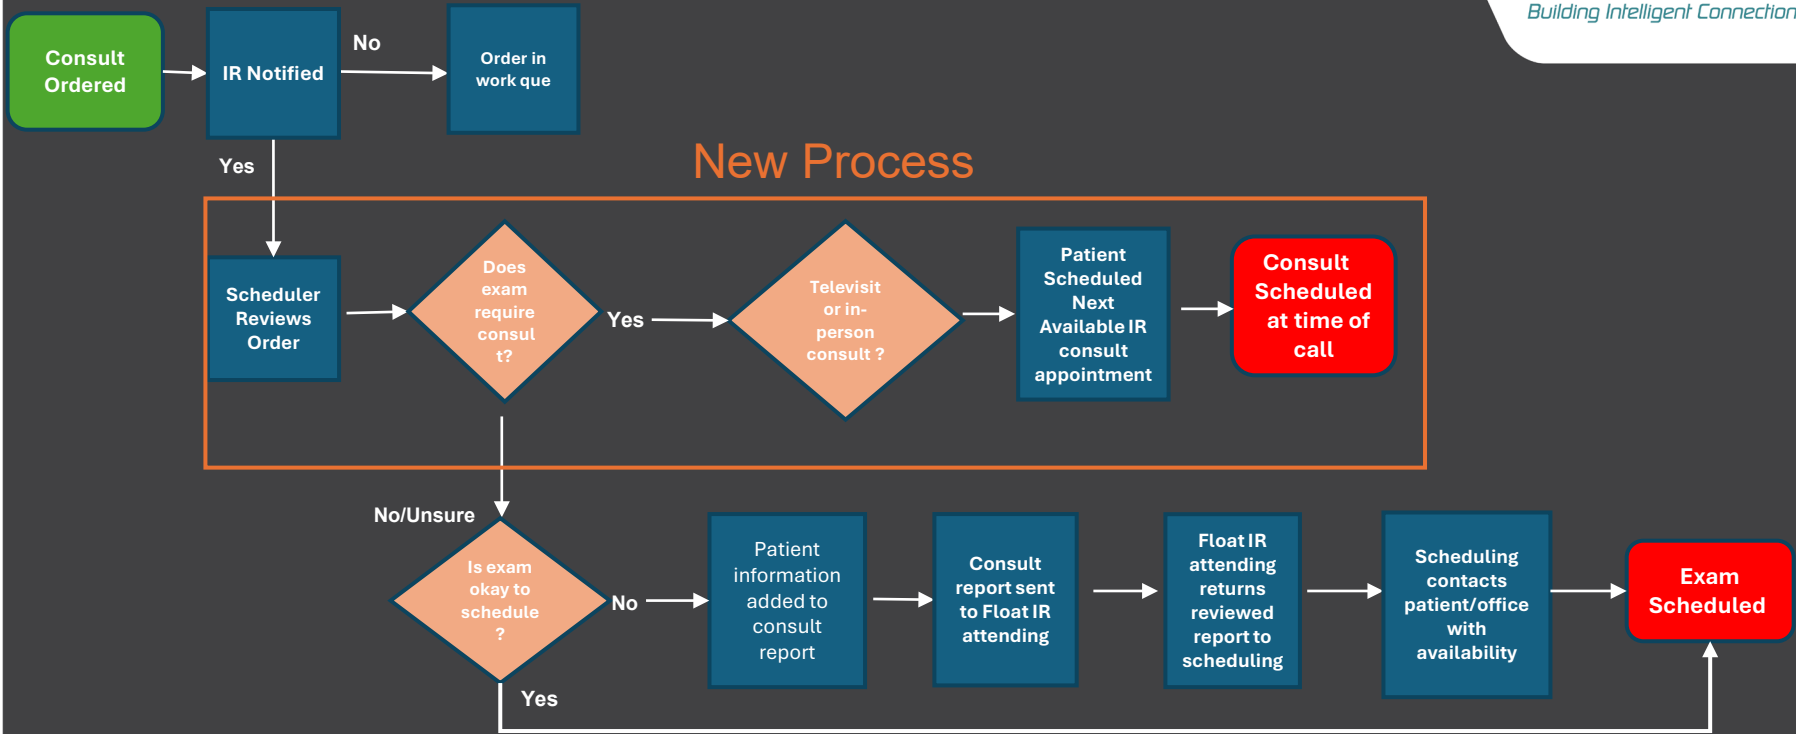 Building Intelligent Connection
Consult
Ordered
IR Notified
No
Order in
work que
Yes
New Process
Scheduler
Reviews
Order
Does
exam
require
consul
t?
Yes
Televisit
or in-
person
consult ?
Patient
Scheduled
Next
Available IR
consult
appointment
Consult
Scheduled
at time of
call
No/Unsure
Is exam
okay to
schedule
?
No
Patient
information
added to
consult
report
Consult
report sent
to Float IR
attending
Float IR
attending
returns
reviewed
report to
scheduling
Scheduling
contacts
patient/office
with
availability
Exam
Scheduled
Yes